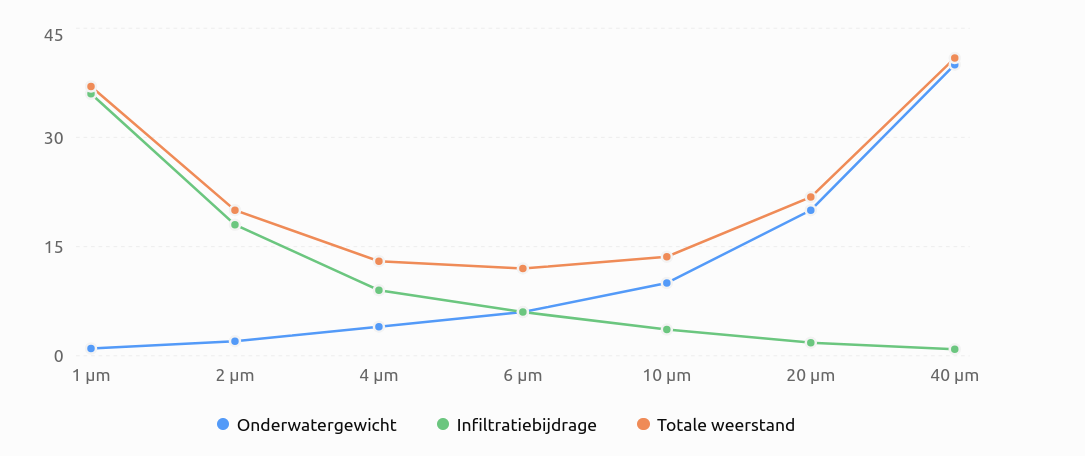 45
30
15
0
1 µm 2 µm 4 µm 6 µm 10 µm 20 µm 40 µm
Onderwatergewicht Infiltratiebijdrage Totale weerstand